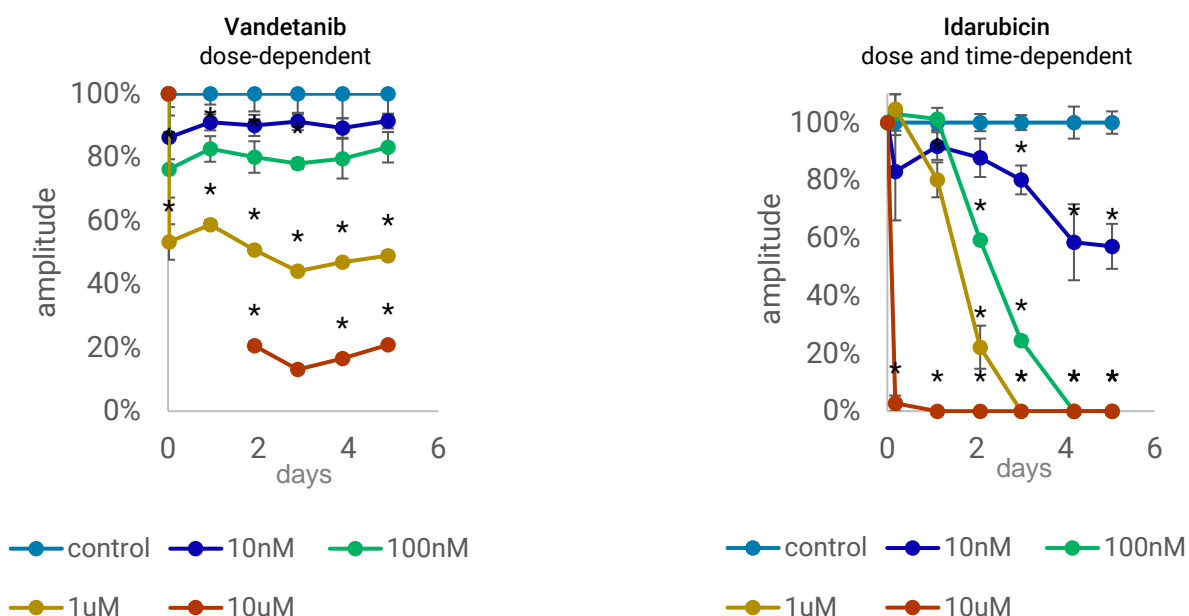 Vandetanib
dose-dependent
100%
80%
60%
40%
20%
0%
amplitude
0 2 4 6
days
control 10nM 100nM
1uM 10uM
Idarubicin
dose and time-dependent
100%
80%
60%
40%
20%
0%
amplitude
0 2 4 6
days
control 10nM 100nM
1uM 10uM